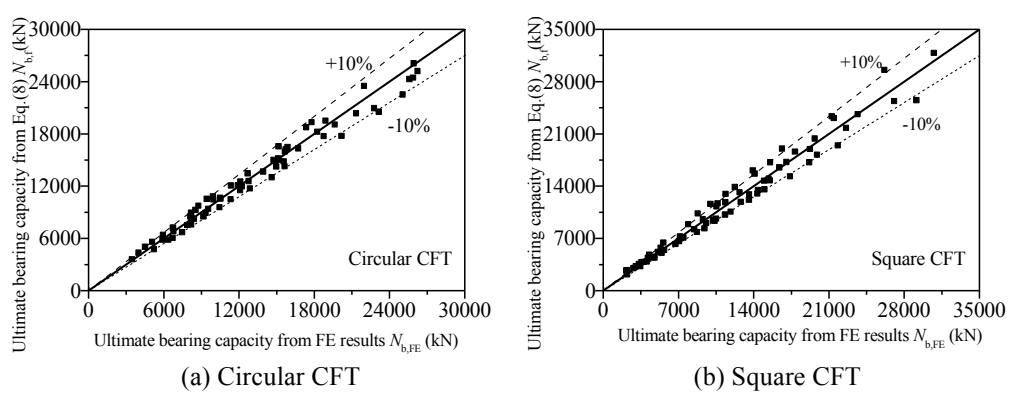 Ultimate bearing capacity from Eq.(8) N_b,f(kN)
30000
24000
18000
12000
6000
0
+10%
-10%
Circular CFT
0 6000 12000 18000 24000 30000
Ultimate bearing capacity from FE results N_b,FE (kN)
(a) Circular CFT
Ultimate bearing capacity from Eq.(8) N_b,f(kN)
35000
28000
21000
14000
7000
0
+10%
-10%
Square CFT
0 7000 14000 21000 28000 35000
Ultimate bearing capacity from FE results N_b,FE (kN)
(b) Square CFT